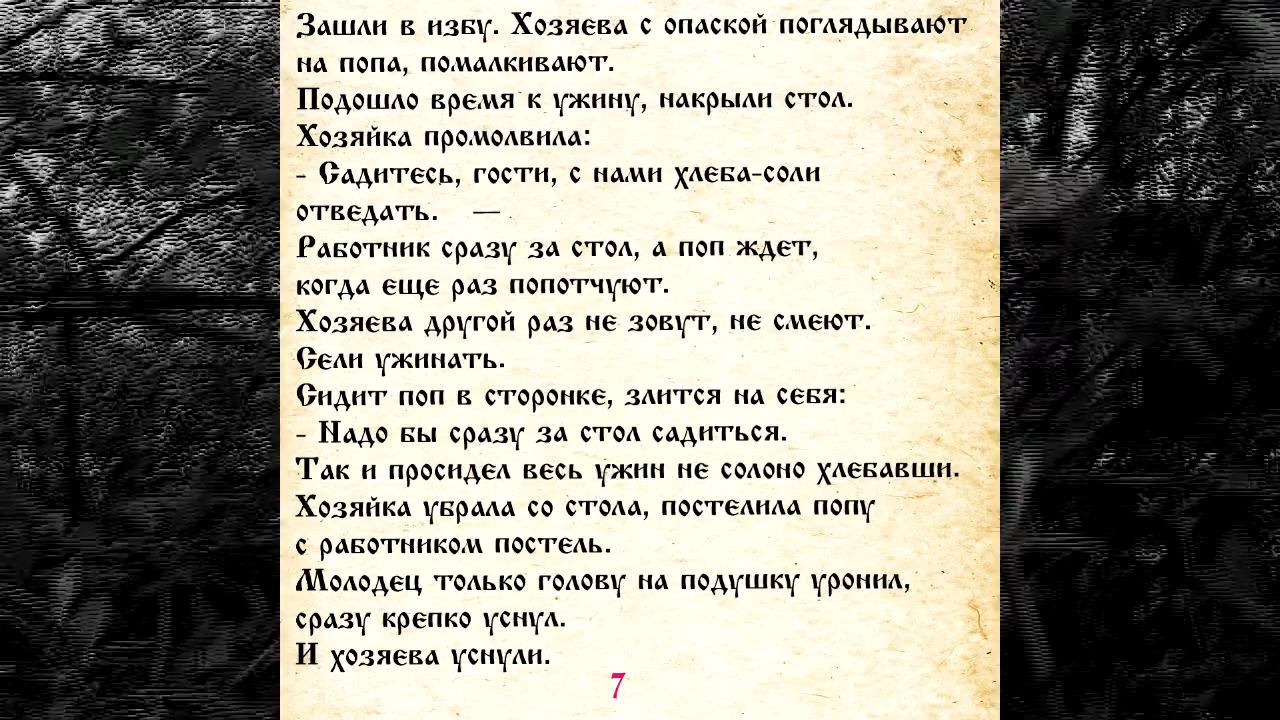 Зашли в избу. Хозяева с опаской поглядывают
на попа, помалкивают.
Подошло время к ужину, накрыли стол.
Хозяйка промолвила:
- Садитесь, гости, с нами хлеба-соли
отведать. —
Работник сразу за стол, а поп ждет,
когда еще раз попотчуют.
Хозяева другой раз не зовут, не смеют.
Сели ужинать.
Сидит поп в сторонке, злится на себя:
- Надо бы сразу за стол садиться.
Так и просидел весь ужин не солоно хлебавши.
Хозяйка убрала со стола, постелила попу
с работником постель.
Молодец только голову на подушку уронил,
сразу крепко уснул.
И хозяева уснули.
7